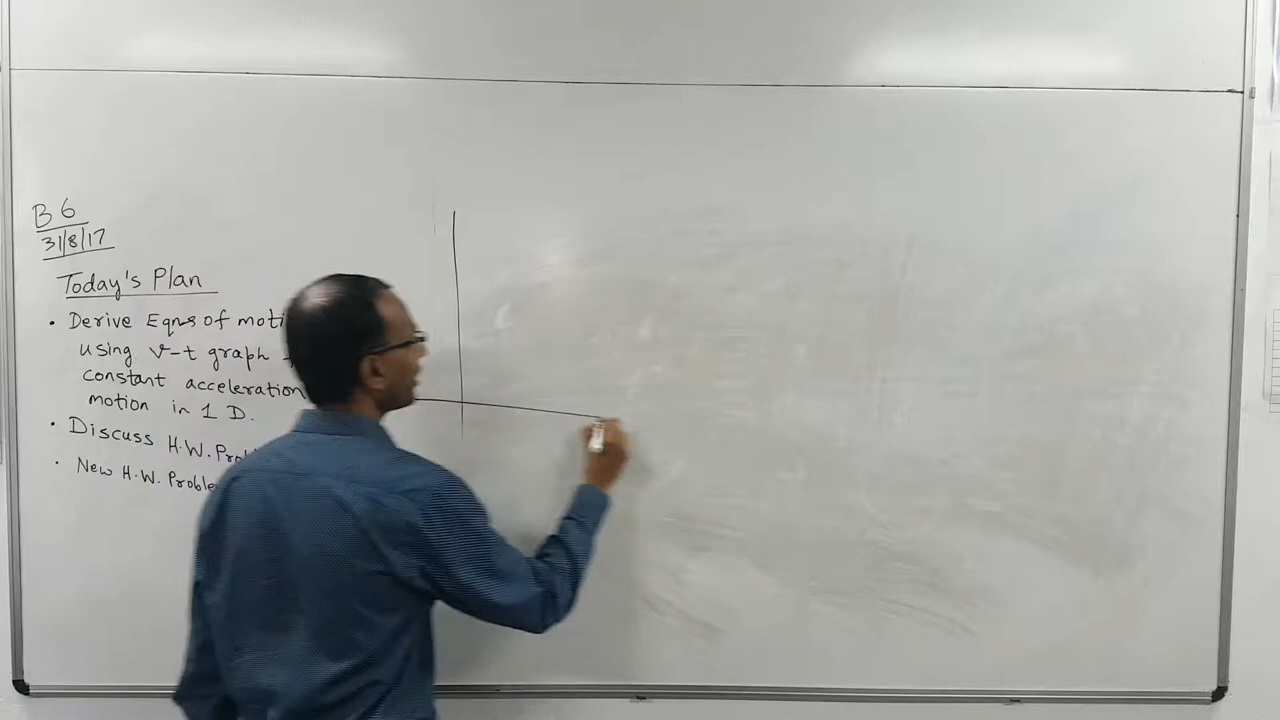 B 6
31/8/17
Today's Plan
• Derive Eqns of moti
using v-t graph
constant acceleration
motion in 1 D.
• Discuss H.W. Pro
• New H.W. Proble